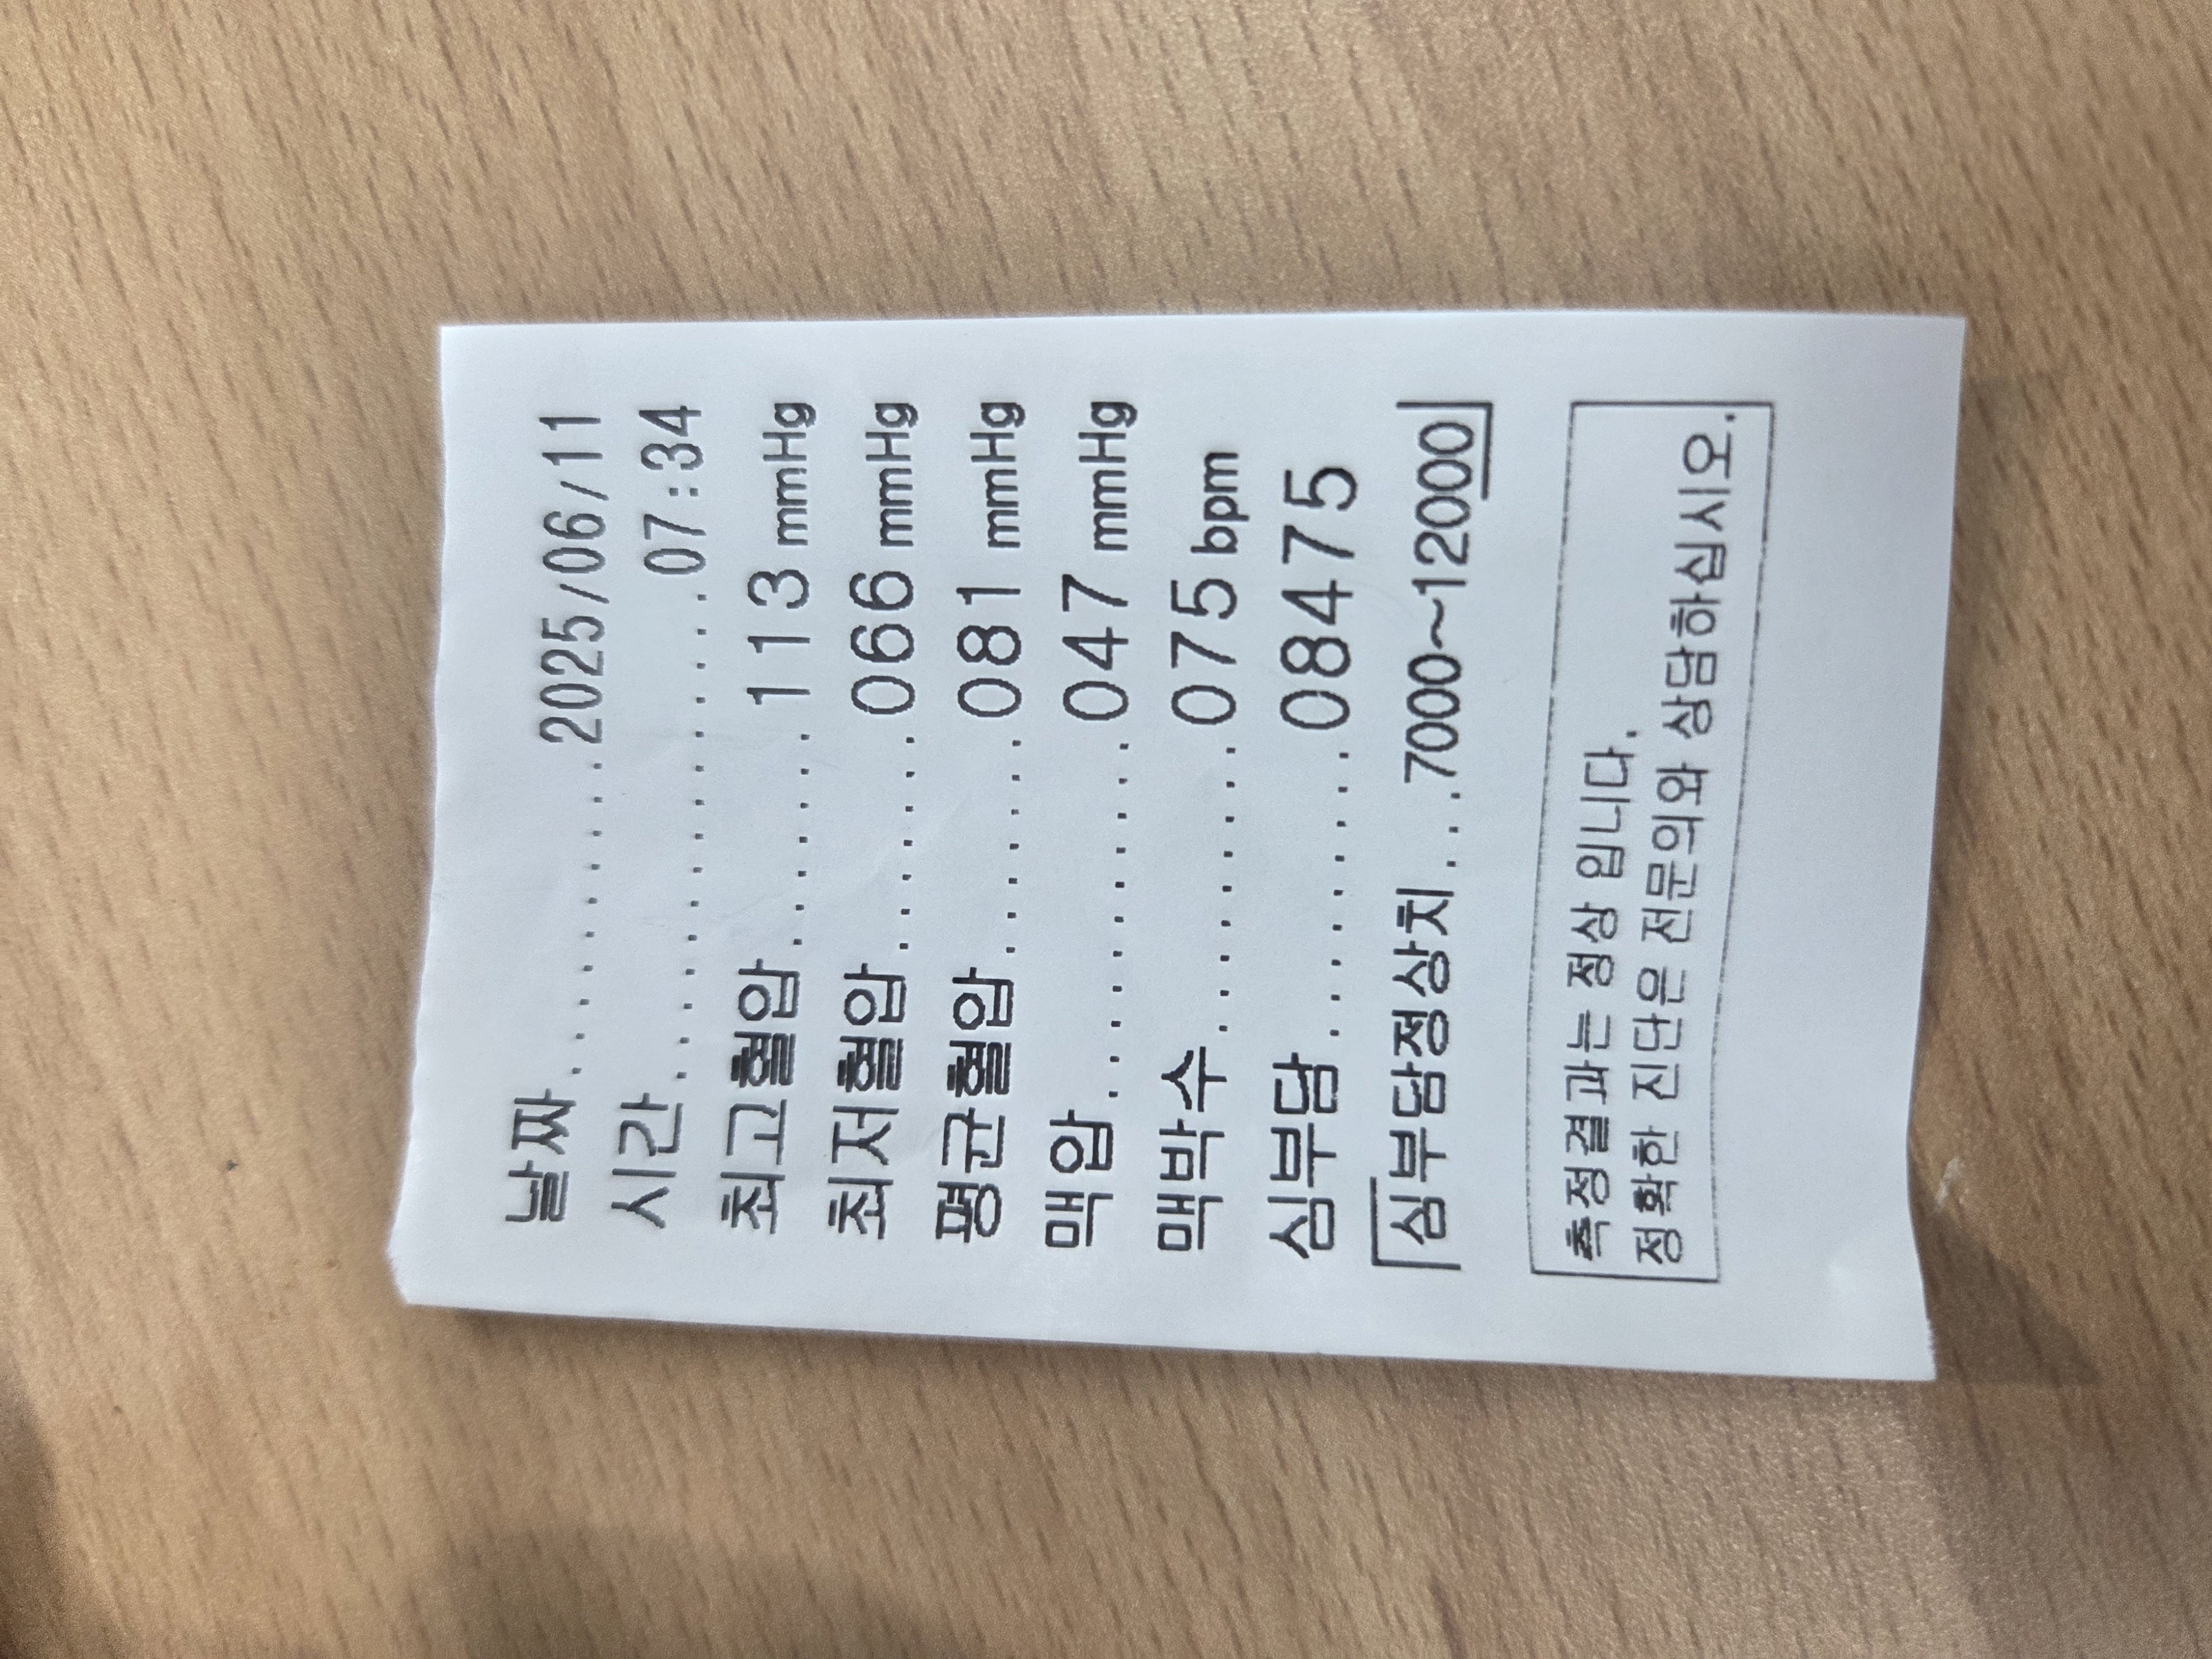 날짜............2025/06/11
시간....................07:34
최고혈압........113 mmHg
최저혈압........066 mmHg
평균혈압........081 mmHg
맥압.............047 mmHg
맥박수...........075 bpm
심부담..........08475
심부담정상치...7000~12000
측정결과는 정상 입니다.
정확한 진단은 전문의와 상담하십시오.